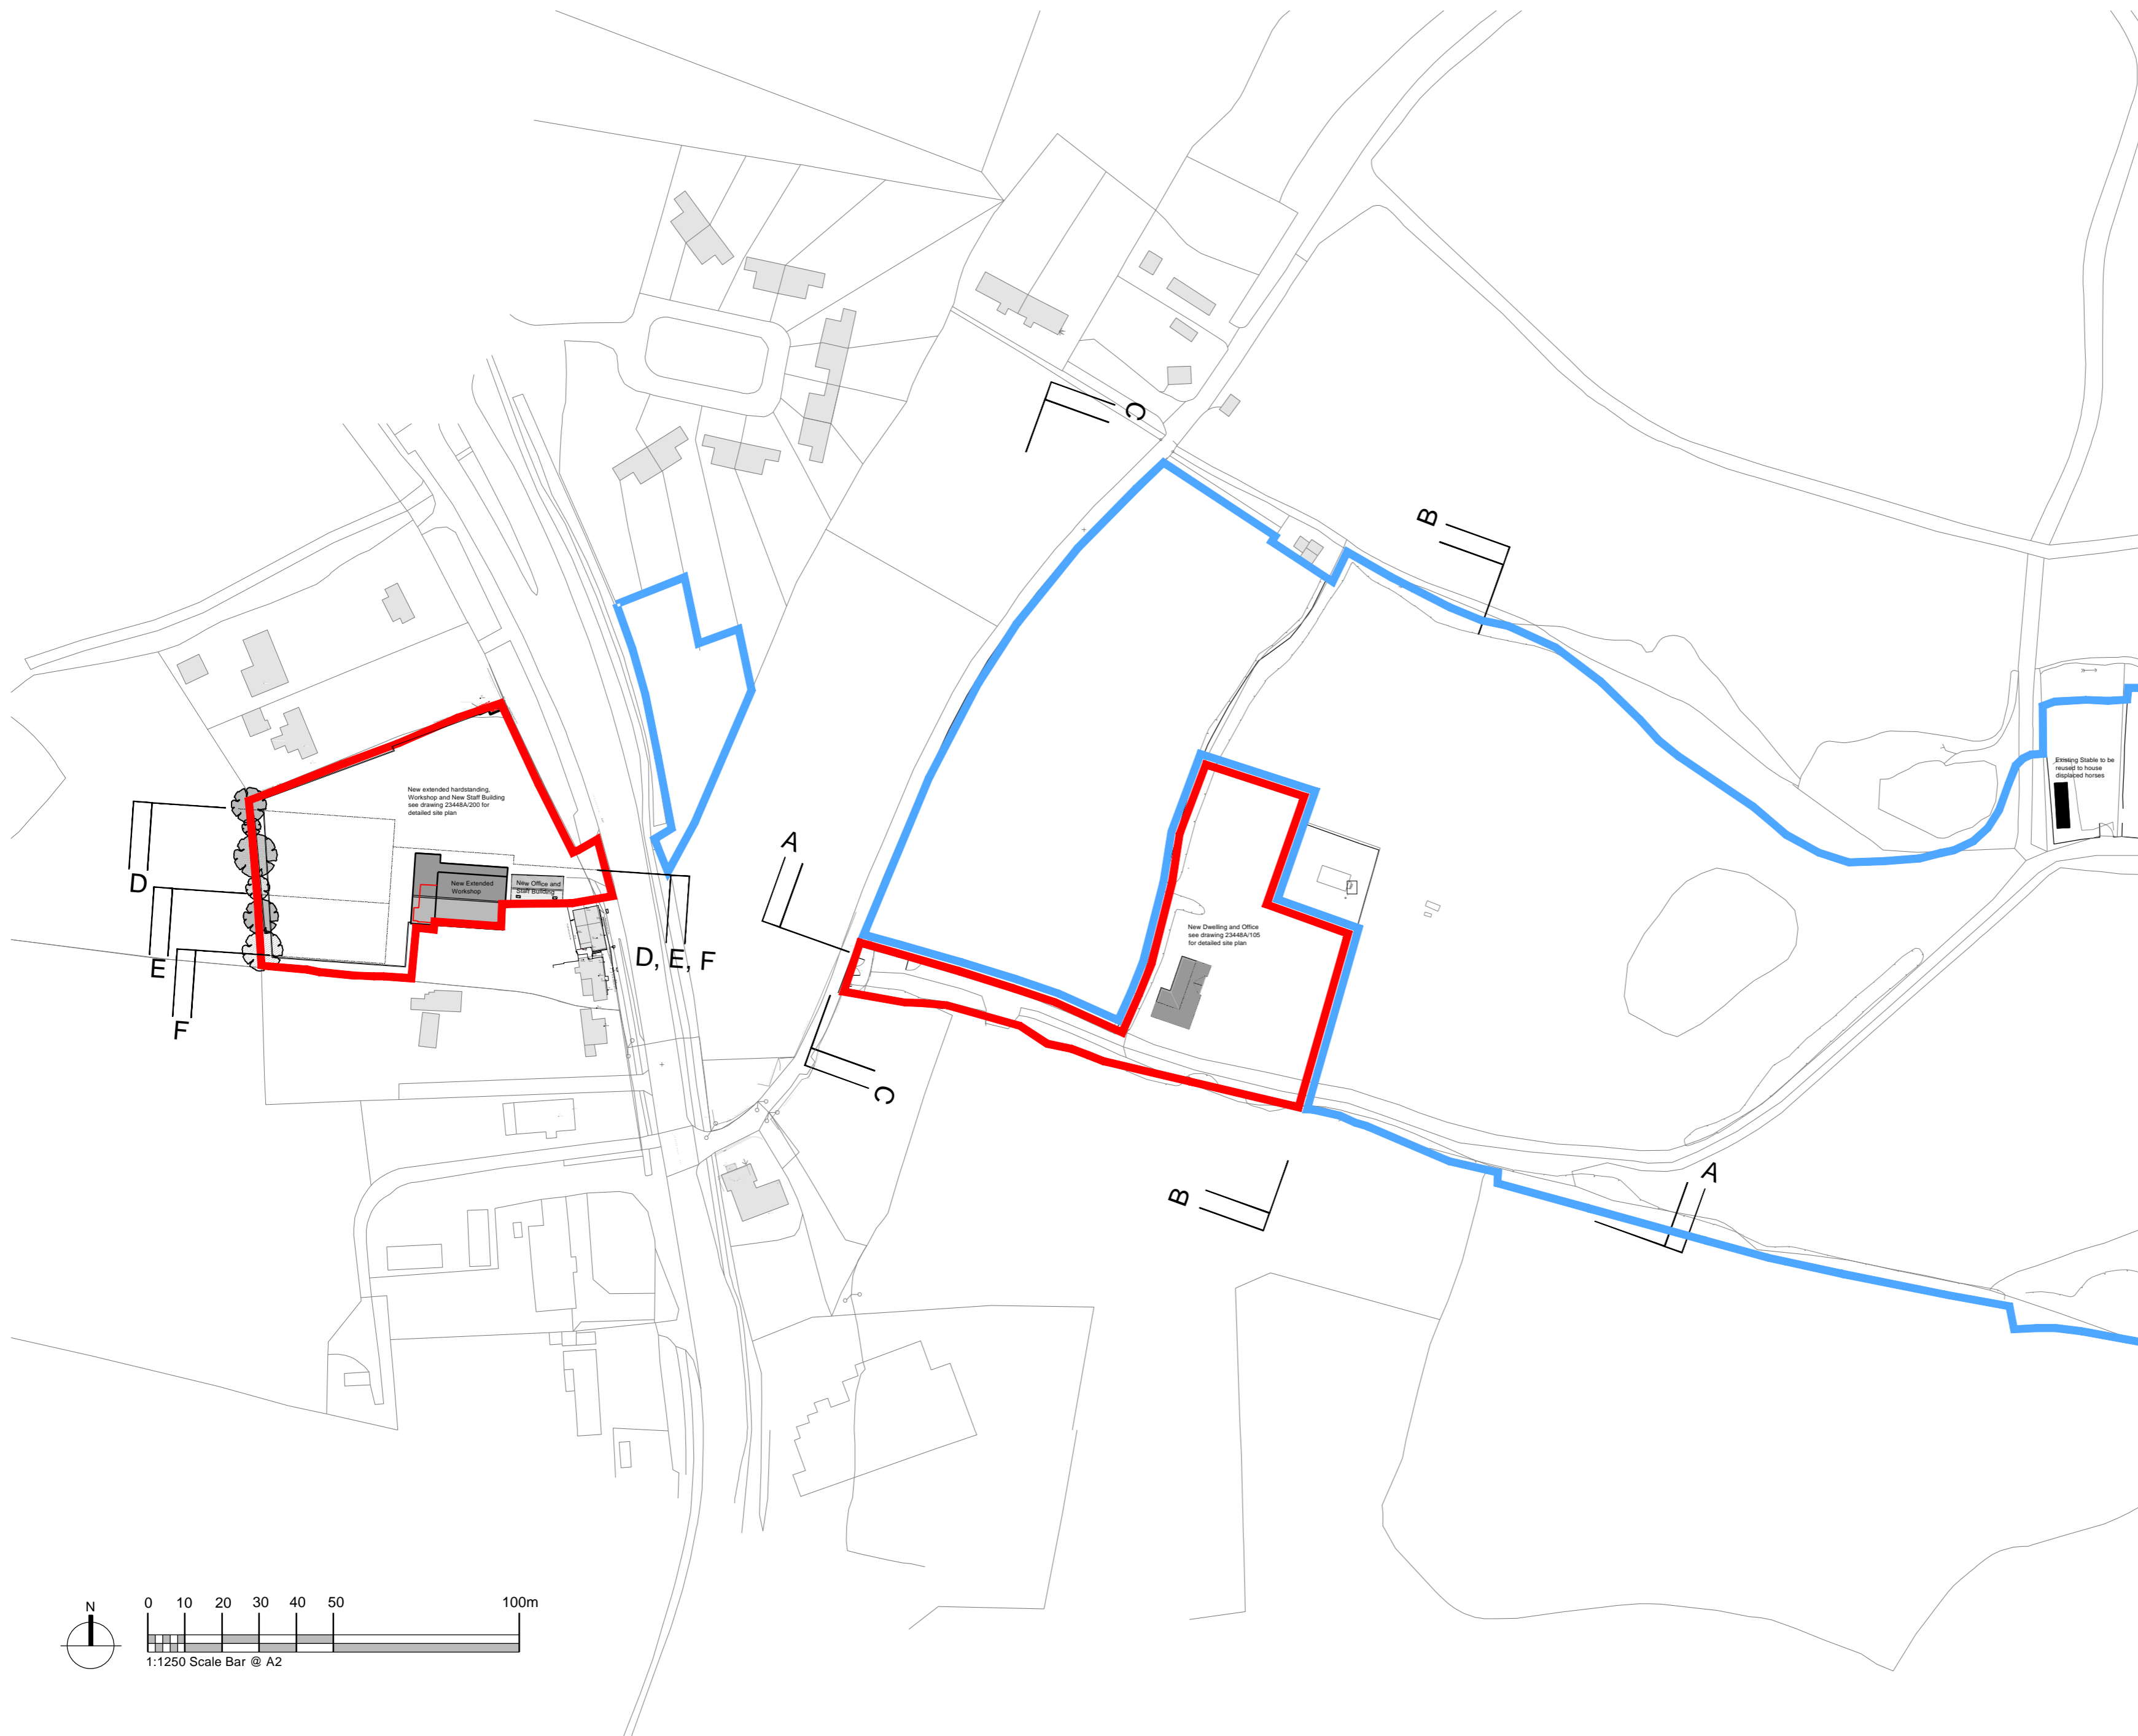 C
B
Existing Stable to be
reused to house
displaced horses
New extended hardstanding,
Workshop and New Staff Building
see drawing 23448A/200 for
detailed site plan
A
D
New Extended
Workshop
New Office and
Staff Building
New Dwelling and Office
see drawing 23448A/105
for detailed site plan
E
D, E, F
F
C
A
B
N
0 10 20 30 40 50 100m
1:1250 Scale Bar @ A2